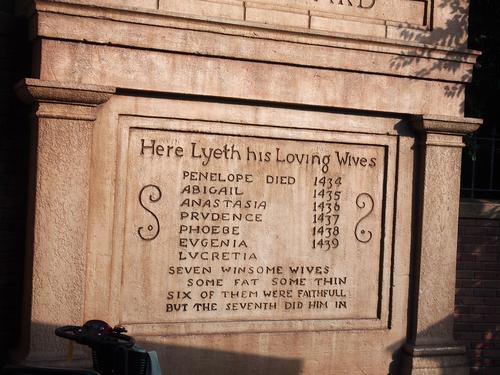 Here Lyeth his Loving Wives
PENELOPE DIED 1434
ABIGAIL 1435
ANASTASIA 1436
PRVDENCE 1437
PHOEBE 1438
EVGENIA 1439
LVCRETIA
SEVEN WINSOME WIVES
SOME FAT SOME THIN
SIX OF THEM WERE FAITHFULL
BUT THE SEVENTH DID HIM IN